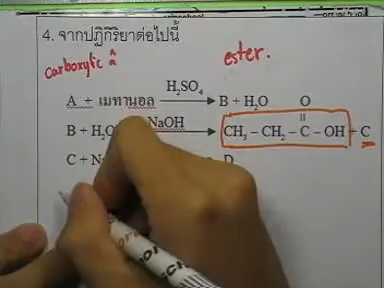 4. จากปฏิกิริยาต่อไปนี้
carboxylic ester.
H₂SO₄
A + เมทานอล → B + H₂O O
B + H₂O NaOH → CH₃ – CH₂ – C – OH + C
C + N D